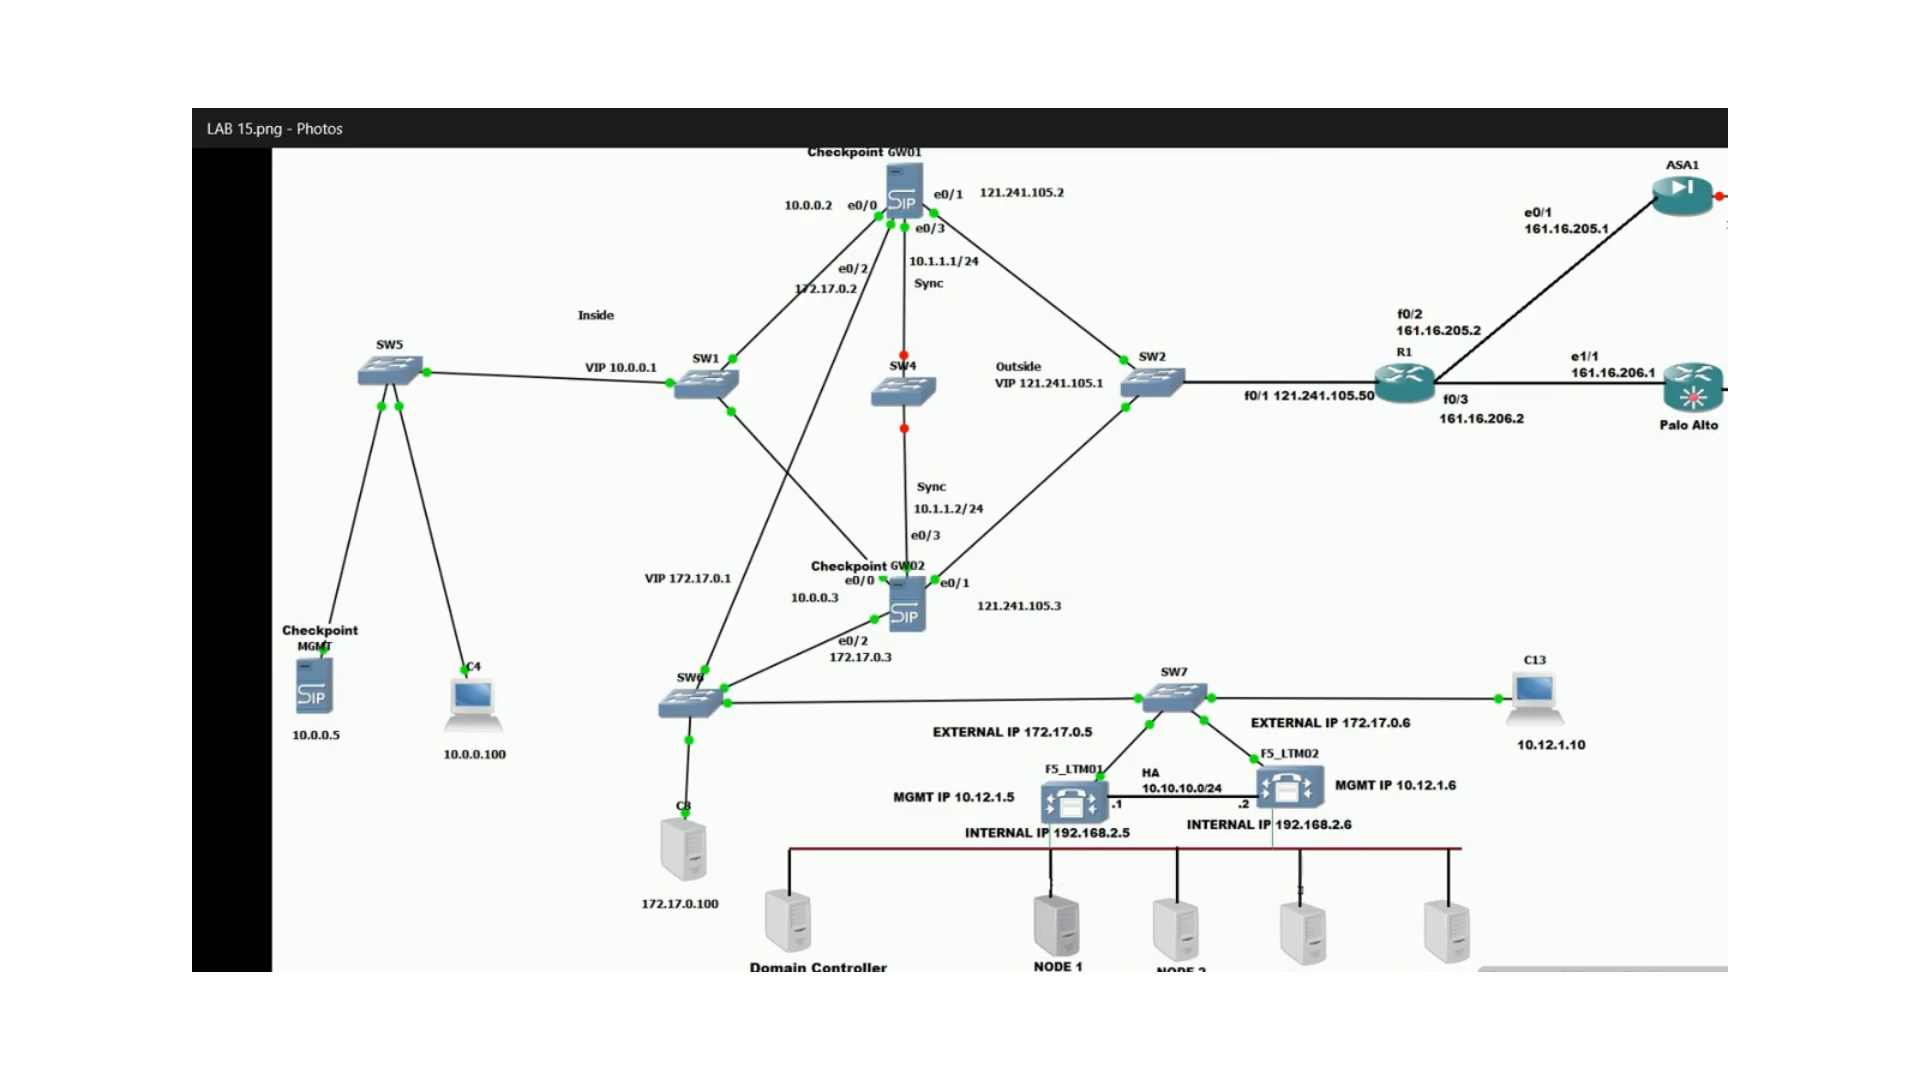 LAB 15.png - Photos
Checkpoint GW01
ASA1
10.0.0.2
e0/0
e0/1
121.241.105.2
SIP
e0/3
e0/1
161.16.205.1
e0/2
172.17.0.2
10.1.1.1/24
Sync
Inside
f0/2
161.16.205.2
SW5
VIP 10.0.0.1
SW1
SW4
Outside
VIP 121.241.105.1
SW2
R1
e1/1
161.16.206.1
f0/1 121.241.105.50
f0/3
161.16.206.2
Palo Alto
Sync
10.1.1.2/24
e0/3
Checkpoint GW02
VIP 172.17.0.1
e0/0
e0/1
10.0.0.3
121.241.105.3
SIP
Checkpoint
MGMT
SIP
10.0.0.5
C4
10.0.0.100
e0/2
172.17.0.3
SW6
SW7
C13
10.12.1.10
EXTERNAL IP 172.17.0.5
EXTERNAL IP 172.17.0.6
F5_LTM01
F5_LTM02
HA
10.10.10.0/24
.1
.2
MGMT IP 10.12.1.5
MGMT IP 10.12.1.6
INTERNAL IP 192.168.2.5
INTERNAL IP 192.168.2.6
C8
172.17.0.100
Domain Controller
NODE 1
NODE 2